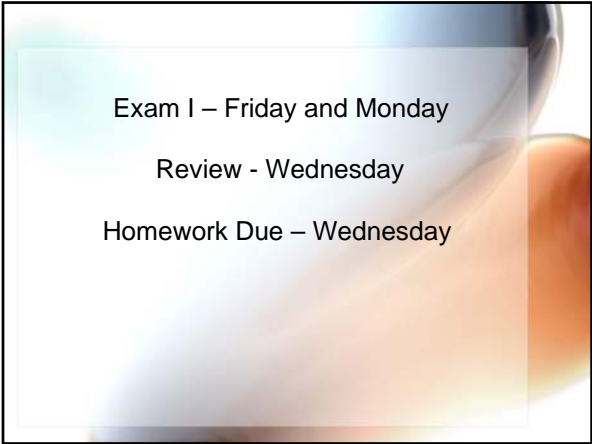 Exam I – Friday and Monday
Review - Wednesday
Homework Due – Wednesday